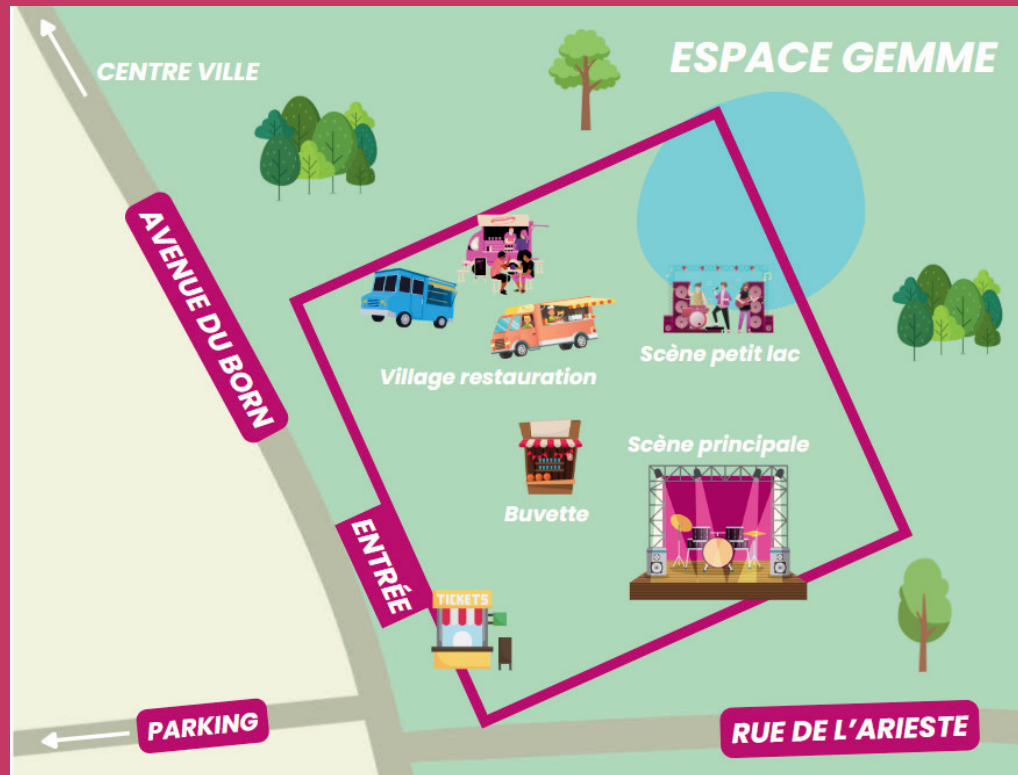 ESPACE GEMME
CENTRE VILLE
AVENUE DU BORN
Village restauration
Scène petit lac
Scène principale
Buvette
ENTRÉE
TICKETS
PARKING
RUE DE L'ARIESTE